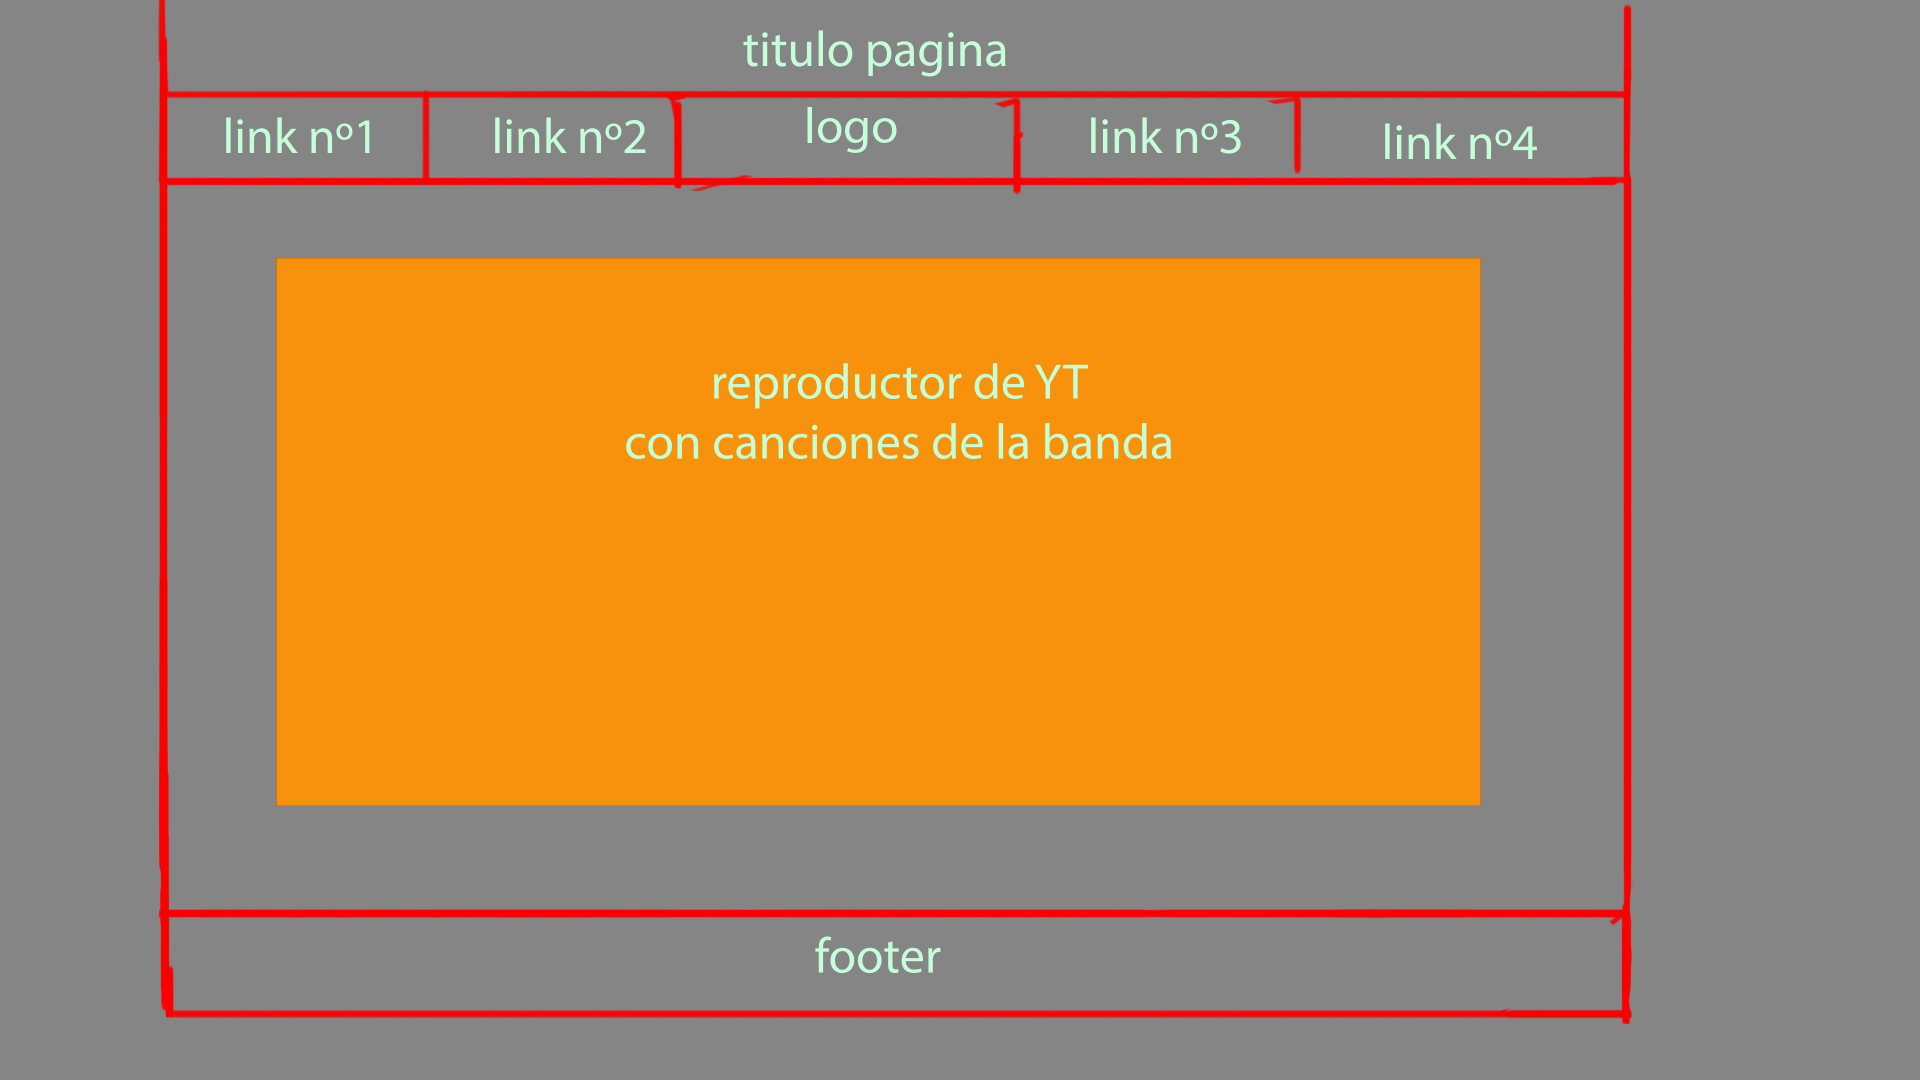 titulo pagina
link nº1
link nº2
logo
link nº3
link nº4
reproductor de YT
con canciones de la banda
footer